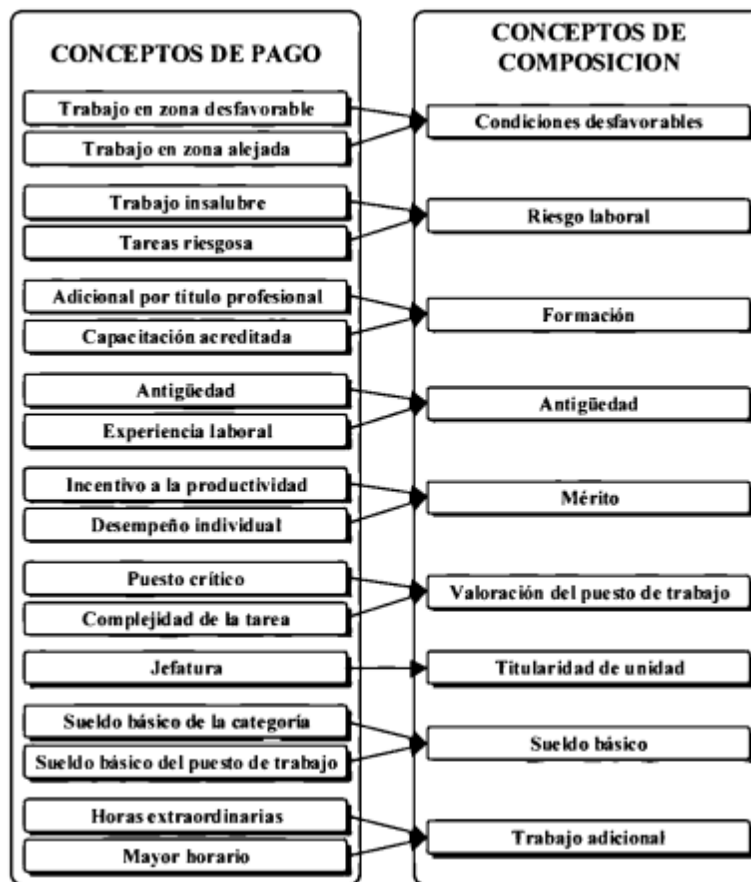 CONCEPTOS DE PAGO
Trabajo en zona desfavorable
Trabajo en zona alejada
Trabajo insalubre
Tareas riesgosa
Adicional por título profesional
Capacitación acreditada
Antigüedad
Experiencia laboral
Incentivo a la productividad
Desempeño individual
Puesto crítico
Complejidad de la tarea
Jefatura
Sueldo básico de la categoría
Sueldo básico del puesto de trabajo
Horas extraordinarias
Mayor horario
CONCEPTOS DE
COMPOSICION
Condiciones desfavorables
Riesgo laboral
Formación
Antigüedad
Mérito
Valoración del puesto de trabajo
Titularidad de unidad
Sueldo básico
Trabajo adicional